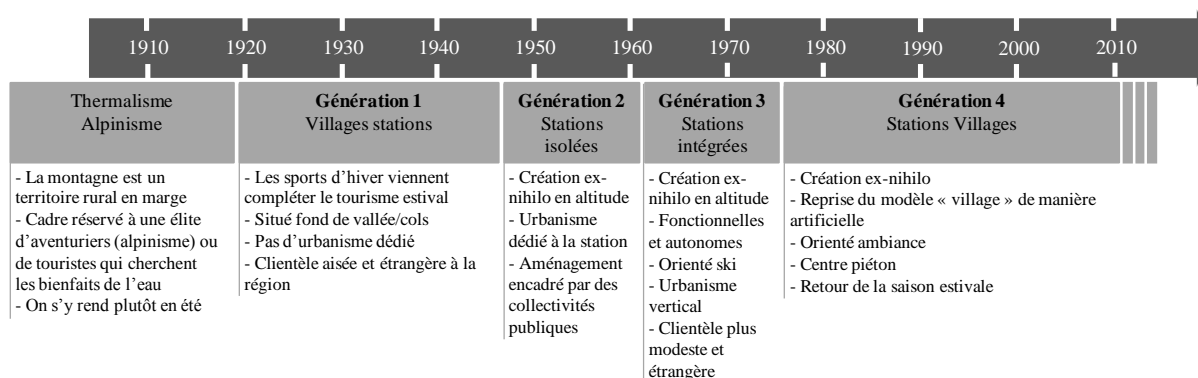 1910 1920 1930 1940 1950 1960 1970 1980 1990 2000 2010
Thermalisme
Alpinisme
- La montagne est un
territoire rural en marge
- Cadre réservé à une élite
d’aventuriers (alpinisme) ou
de touristes qui cherchent
les bienfaits de l’eau
- On s’y rend plutôt en été
Génération 1
Villages stations
- Les sports d’hiver viennent
compléter le tourisme estival
- Situé fond de vallée/cols
- Pas d’urbanisme dédié
- Clientèle aisée et étrangère à la
région
Génération 2
Stations
isolées
- Création ex-
nihilo en altitude
- Urbanisme
dédié à la station
- Aménagement
encadré par des
collectivités
publiques
Génération 3
Stations
intégrées
- Création ex-
nihilo en altitude
- Fonctionnelles
et autonomes
- Orienté ski
- Urbanisme
vertical
- Clientèle plus
modeste et
étrangère
Génération 4
Stations Villages
- Création ex-nihilo
- Reprise du modèle « village » de manière
artificielle
- Orienté ambiance
- Centre piéton
- Retour de la saison estivale